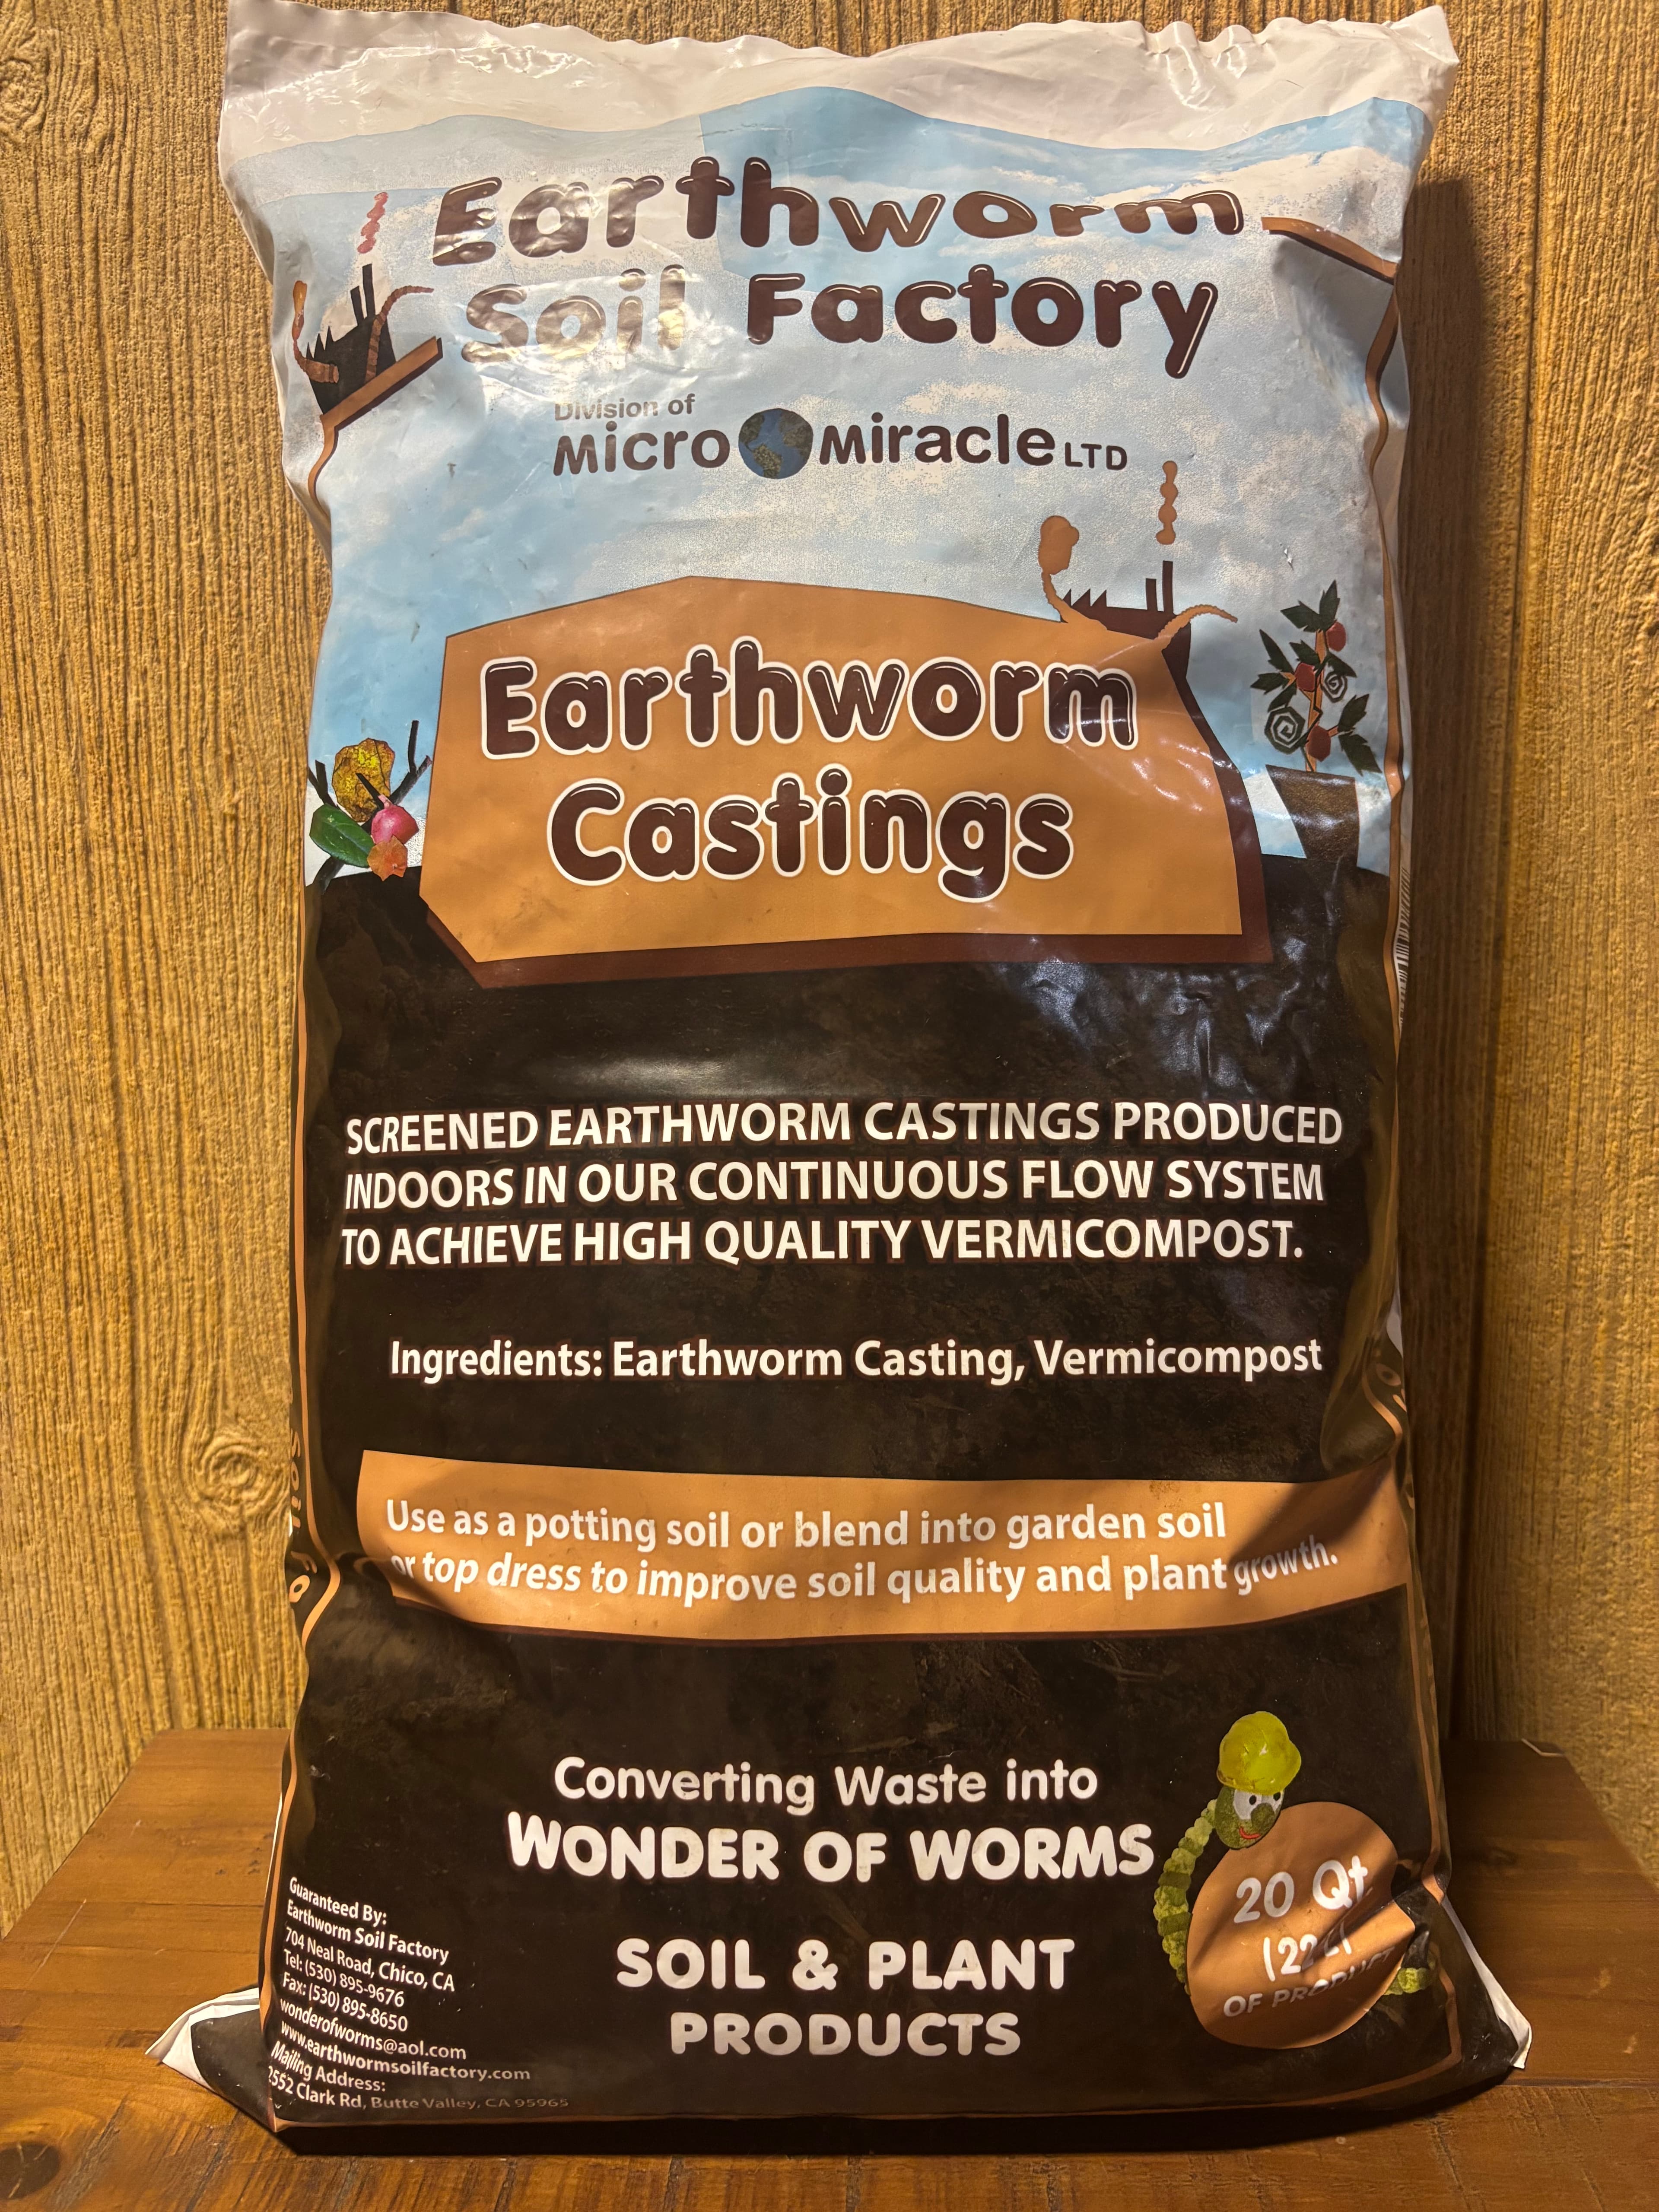 Earthworm
Soil Factory
Division of
Micro Miracle LTD
Earthworm
Castings
SCREENED EARTHWORM CASTINGS PRODUCED
INDOORS IN OUR CONTINUOUS FLOW SYSTEM
TO ACHIEVE HIGH QUALITY VERMICOMPOST.
Ingredients: Earthworm Casting, Vermicompost
Use as a potting soil or blend into garden soil
or top dress to improve soil quality and plant growth.
Converting Waste into
WONDER OF WORMS
SOIL & PLANT
PRODUCTS
Guaranteed By:
Earthworm Soil Factory
704 Neal Road, Chico, CA
Tel: (530) 895-9676
Fax: (530) 895-8650
wonderofworms@aol.com
www.earthwormsoilfactory.com
Mailing Address:
2552 Clark Rd, Butte Valley, CA 95965
20 Qt
OF PRODUCT